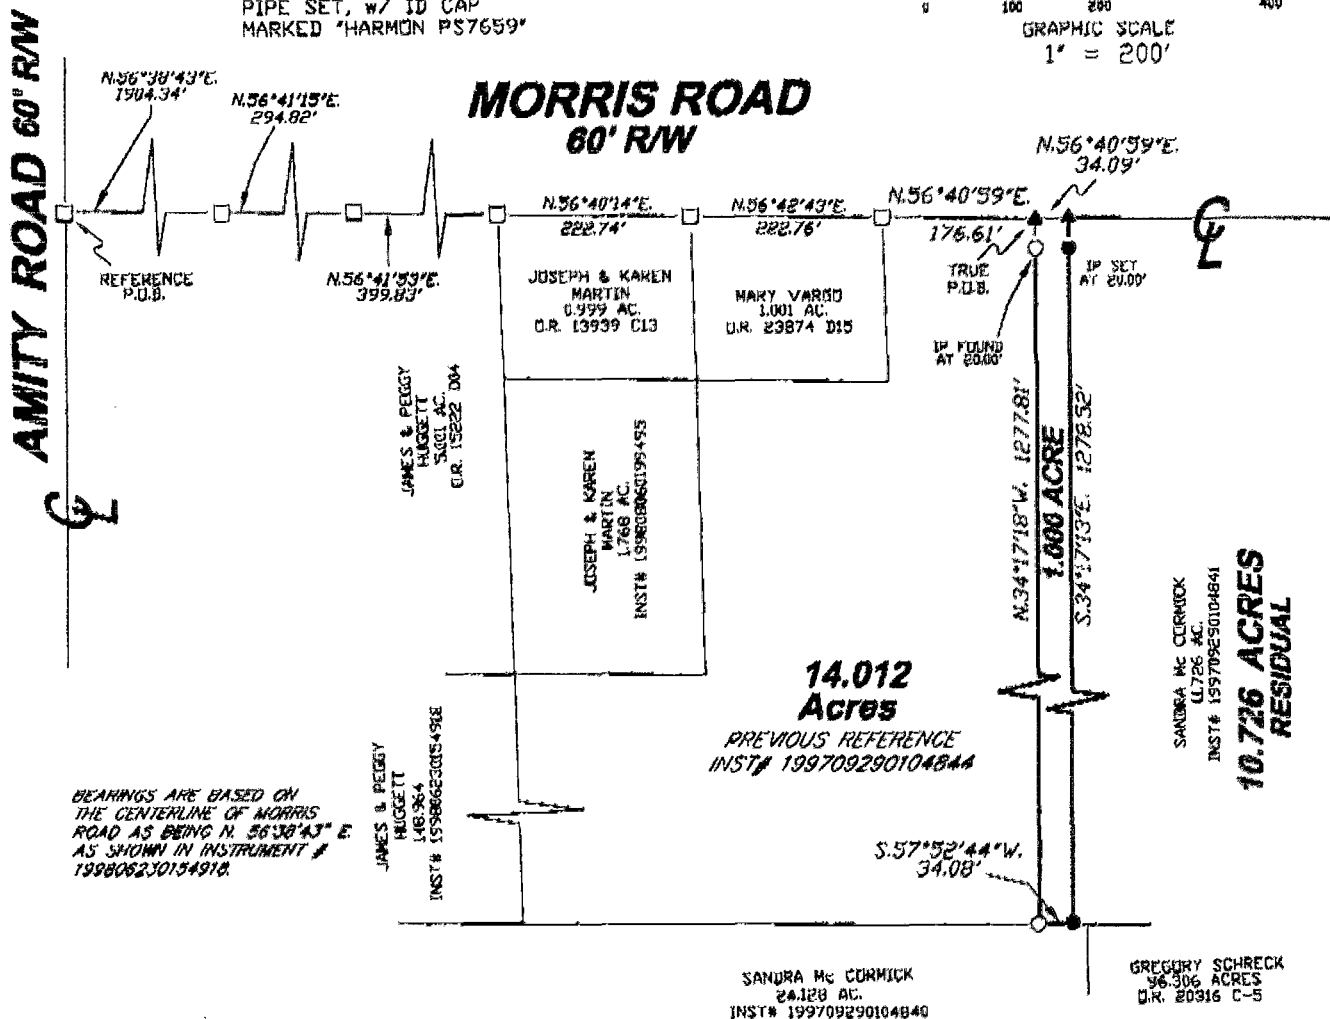 PIPE SET, w/ ID CAP
MARKED "HARMON PS7659"
0 100 200 400
GRAPHIC SCALE
1" = 200'
AMITY ROAD 60' R/W
MORRIS ROAD
60' R/W
N.56°38'43"E.
1904.34'
N.56°41'15"E.
294.82'
N.56°41'53"E.
399.83'
N.56°40'14"E.
222.74'
N.56°42'43"E.
222.76'
N.56°40'59"E.
176.61'
N.56°40'59"E.
34.09'
REFERENCE
P.O.B.
TRUE
P.O.B.
IP SET
AT 20.00'
IP FOUND
AT 20.00'
JOSEPH & KAREN
MARTIN
0.999 AC.
O.R. 13939 C13
MARY VARGO
1.001 AC.
O.R. 23874 D15
JAMES & PEGGY
HUGGETT
5.001 AC.
O.R. 15222 D04
JOSEPH & KAREN
MARTIN
1.768 AC.
INST# 199808060199495
N.34°17'18"W. 1277.81'
1.000 ACRE
S.34°17'13"E. 1278.52'
SANDRA Mc CORMICK
11.726 AC.
INST# 199709290104841
10.726 ACRES
RESIDUAL
14.012
Acres
PREVIOUS REFERENCE
INST# 199709290104844
JAMES & PEGGY
HUGGETT
148.964
INST# 199806230154918
BEARINGS ARE BASED ON
THE CENTERLINE OF MORRIS
ROAD AS BEING N. 56°38'43" E.
AS SHOWN IN INSTRUMENT #
199806230154918.
S.57°52'44"W.
34.08'
SANDRA Mc CORMICK
24.128 AC.
INST# 199709290104840
GREGORY SCHRECK
96.306 ACRES
O.R. 20316 C-5